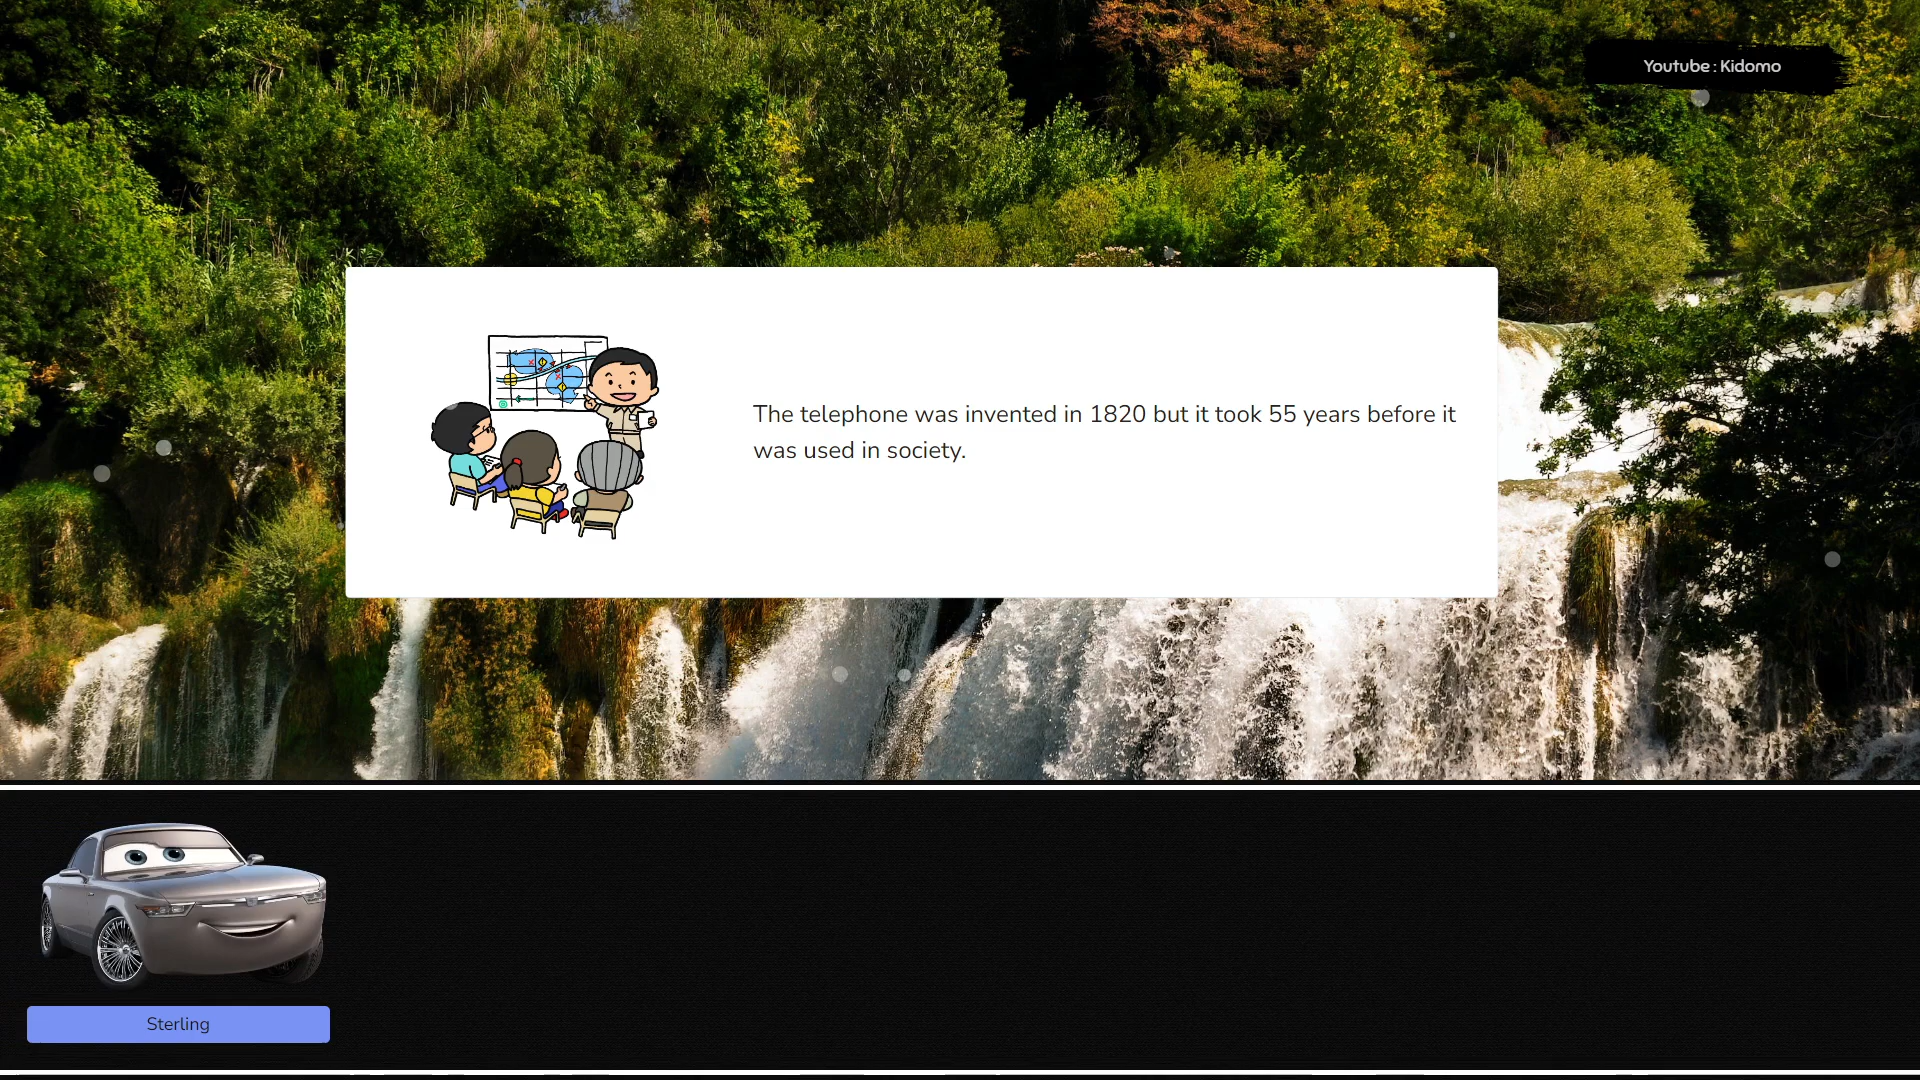 Youtube : Kidomo
The telephone was invented in 1820 but it took 55 years before it
was used in society.
Sterling